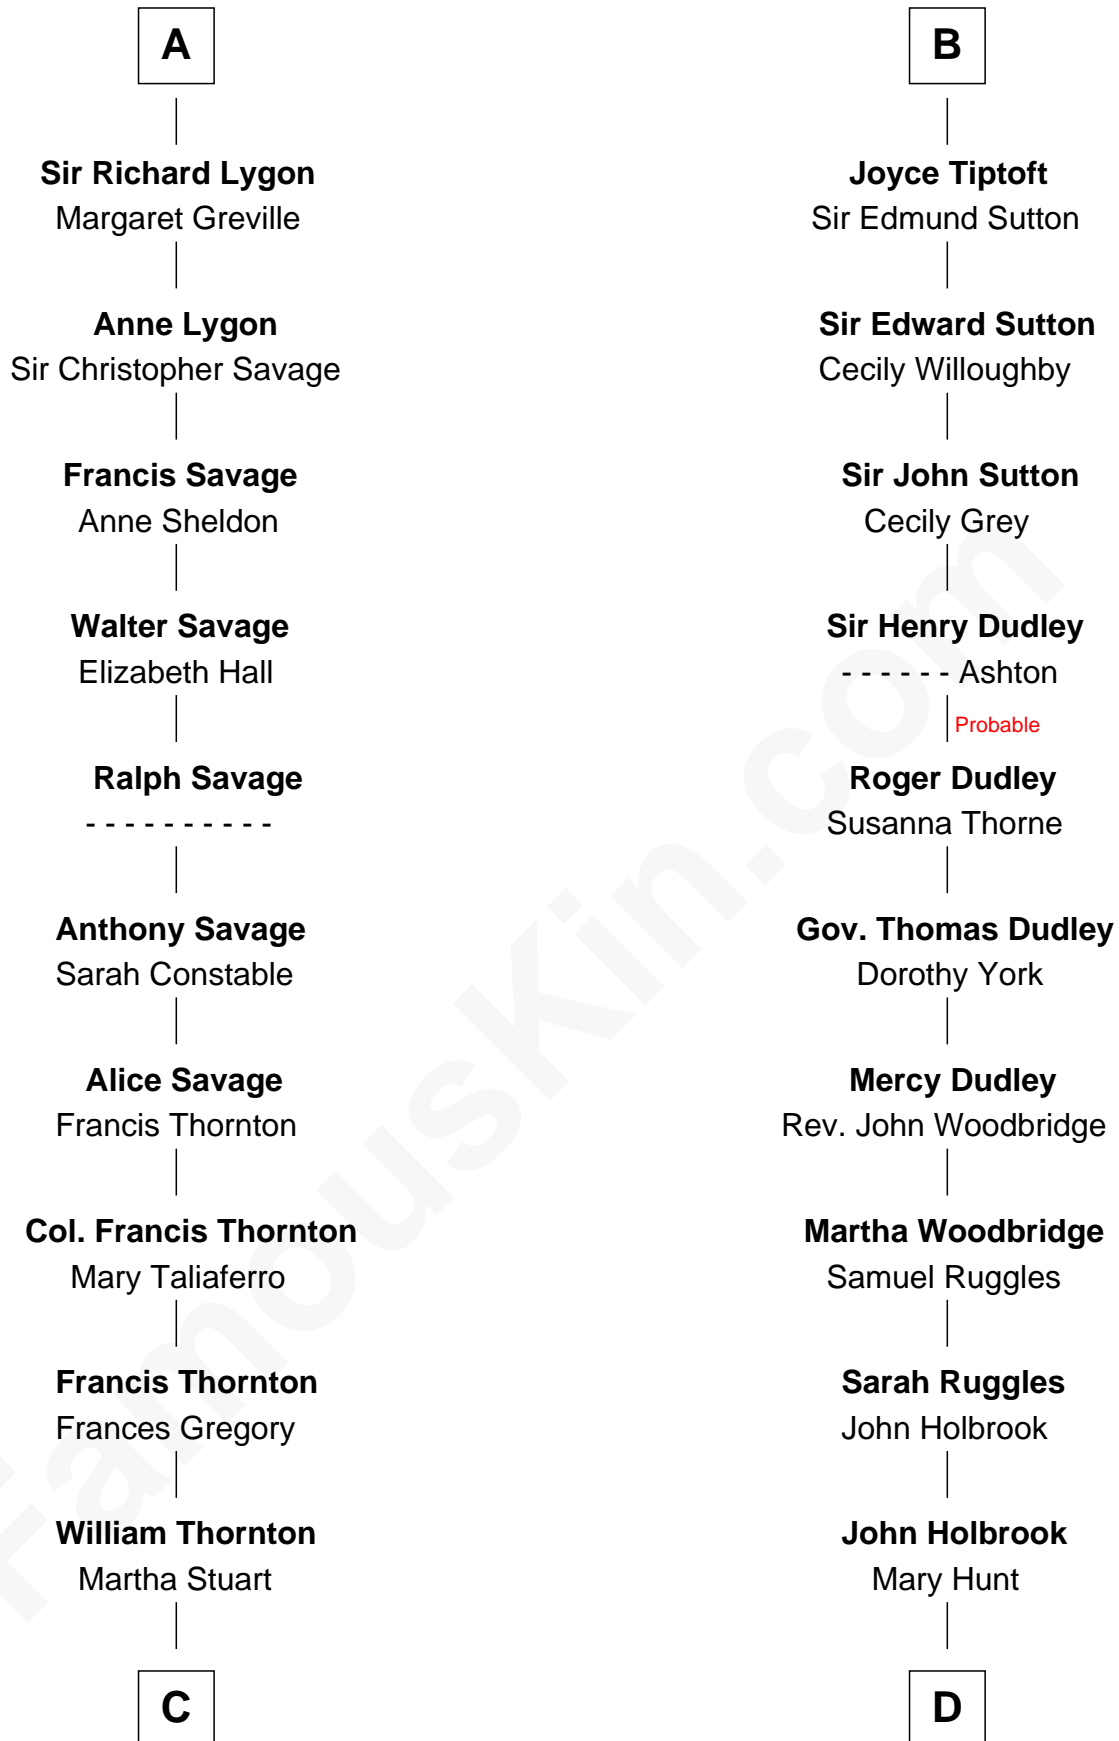 A
Sir Richard Lygon
Margaret Greville
Anne Lygon
Sir Christopher Savage
Francis Savage
Anne Sheldon
Walter Savage
Elizabeth Hall
Ralph Savage
- - - - - - - - - -
Anthony Savage
Sarah Constable
Alice Savage
Francis Thornton
Col. Francis Thornton
Mary Taliaferro
Francis Thornton
Frances Gregory
William Thornton
Martha Stuart
C
B
Joyce Tiptoft
Sir Edmund Sutton
Sir Edward Sutton
Cecily Willoughby
Sir John Sutton
Cecily Grey
Sir Henry Dudley
- - - - - - Ashton
Probable
Roger Dudley
Susanna Thorne
Gov. Thomas Dudley
Dorothy York
Mercy Dudley
Rev. John Woodbridge
Martha Woodbridge
Samuel Ruggles
Sarah Ruggles
John Holbrook
John Holbrook
Mary Hunt
D
FamousKin.com